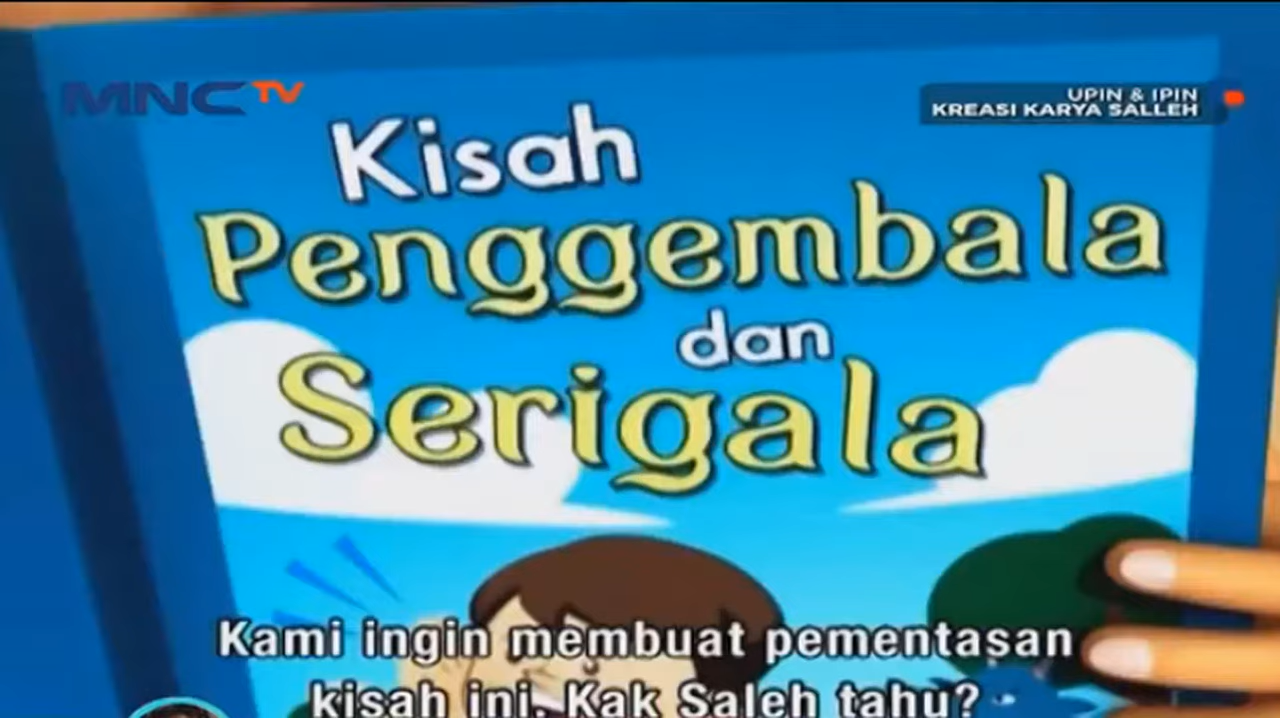 MNCTV
UPIN & IPIN
KREASI KARYA SALLEH
Kisah
Penggembala
dan
Serigala
Kami ingin membuat pementasan
kisah ini. Kak Saleh tahu?